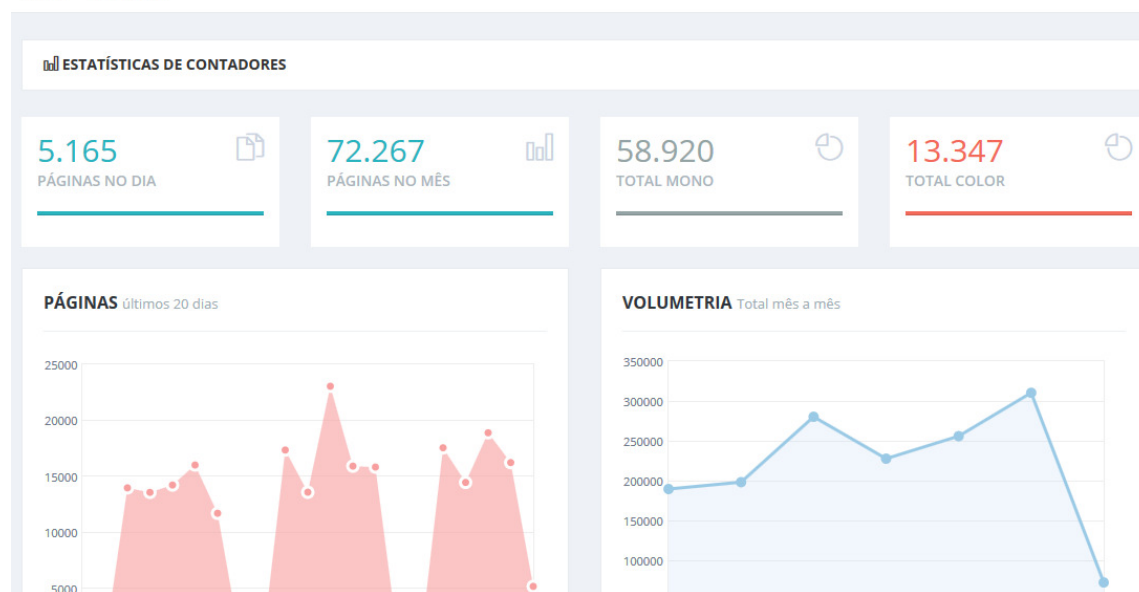 ESTATÍSTICAS DE CONTADORES
5.165
PÁGINAS NO DIA
72.267
PÁGINAS NO MÊS
58.920
TOTAL MONO
13.347
TOTAL COLOR
PÁGINAS últimos 20 dias
25000
20000
15000
10000
5000
VOLUMETRIA Total mês a mês
350000
300000
250000
200000
150000
100000